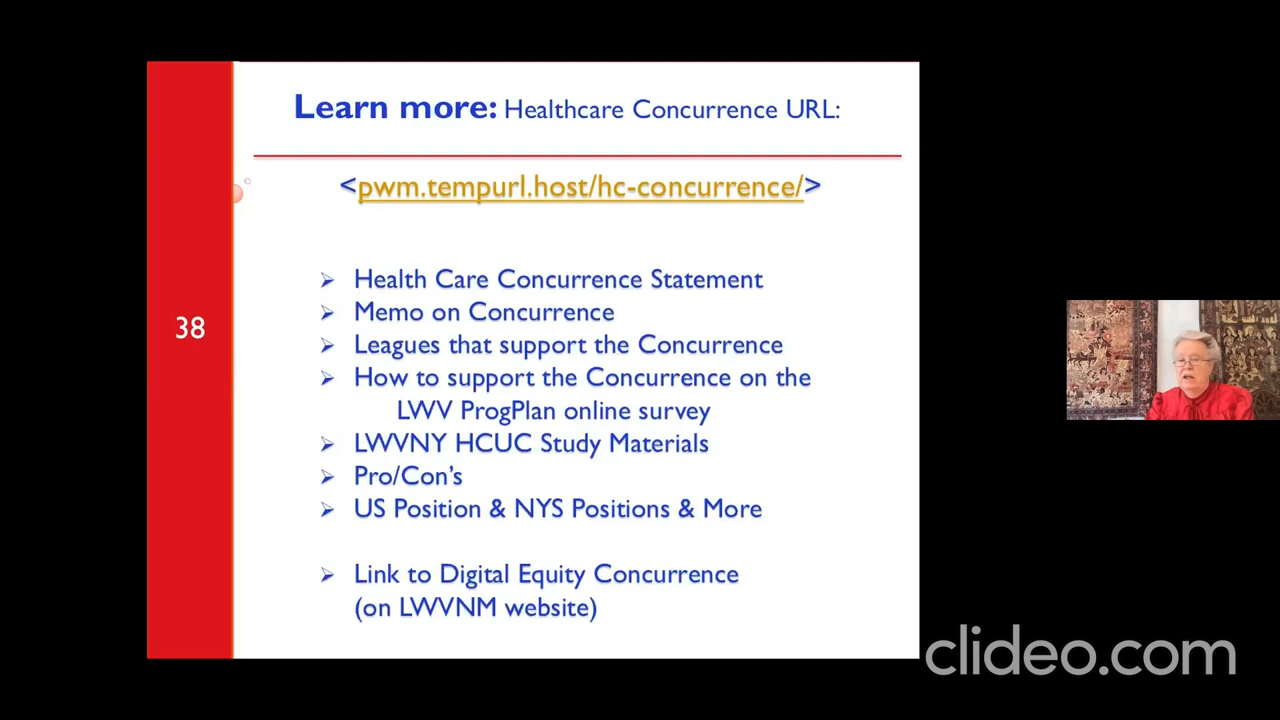 Learn more: Healthcare Concurrence URL:
<pwm.tempurl.host/hc-concurrence/>
➢ Health Care Concurrence Statement
➢ Memo on Concurrence
➢ Leagues that support the Concurrence
➢ How to support the Concurrence on the
LWV ProgPlan online survey
➢ LWVNY HCUC Study Materials
➢ Pro/Con’s
➢ US Position & NYS Positions & More
➢ Link to Digital Equity Concurrence
(on LWVNM website)
38
clideo.com